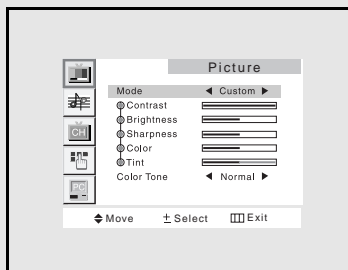 Picture
Mode ◀ Custom ▶
Contrast
Brightness
Sharpness
Color
Tint
Color Tone ◀ Normal ▶
CH
PC
Move ± Select Exit